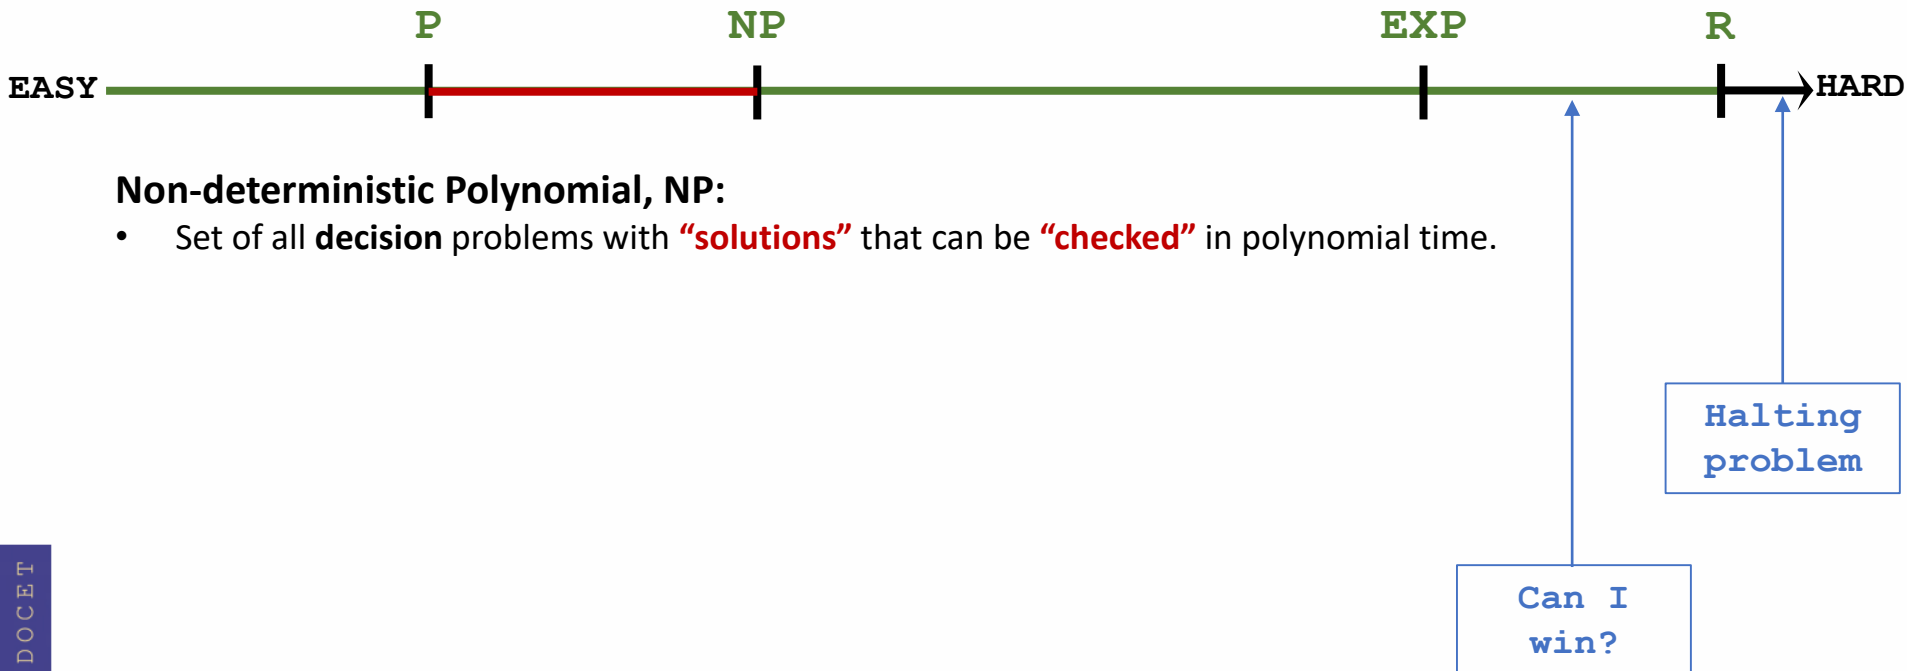 P NP EXP R
EASY HARD
Non-deterministic Polynomial, NP:
• Set of all decision problems with “solutions” that can be “checked” in polynomial time.
Halting
problem
Can I
win?
DOCET